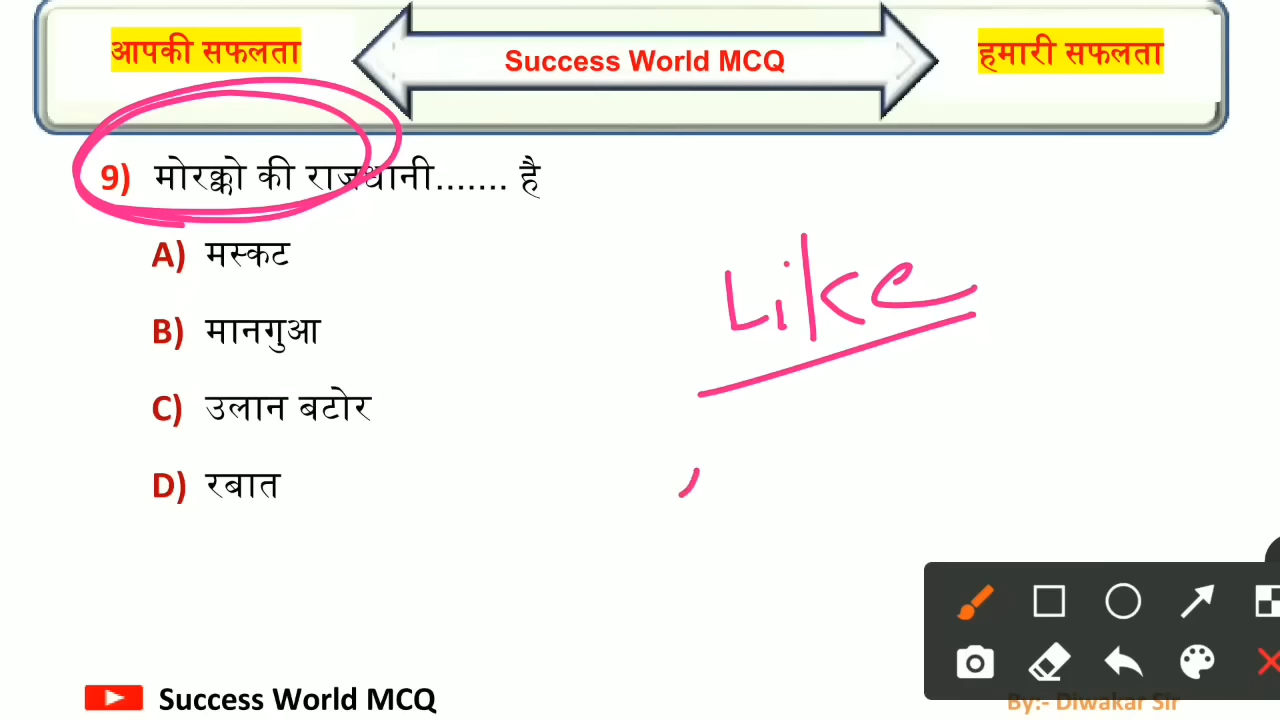 आपकी सफलता
Success World MCQ
हमारी सफलता
9) मोरक्को की राजधानी....... है
A) मस्कट
B) मानगुआ
C) उलान बटोर
D) रबात
Like
Success World MCQ
By:- Diwakar Sir